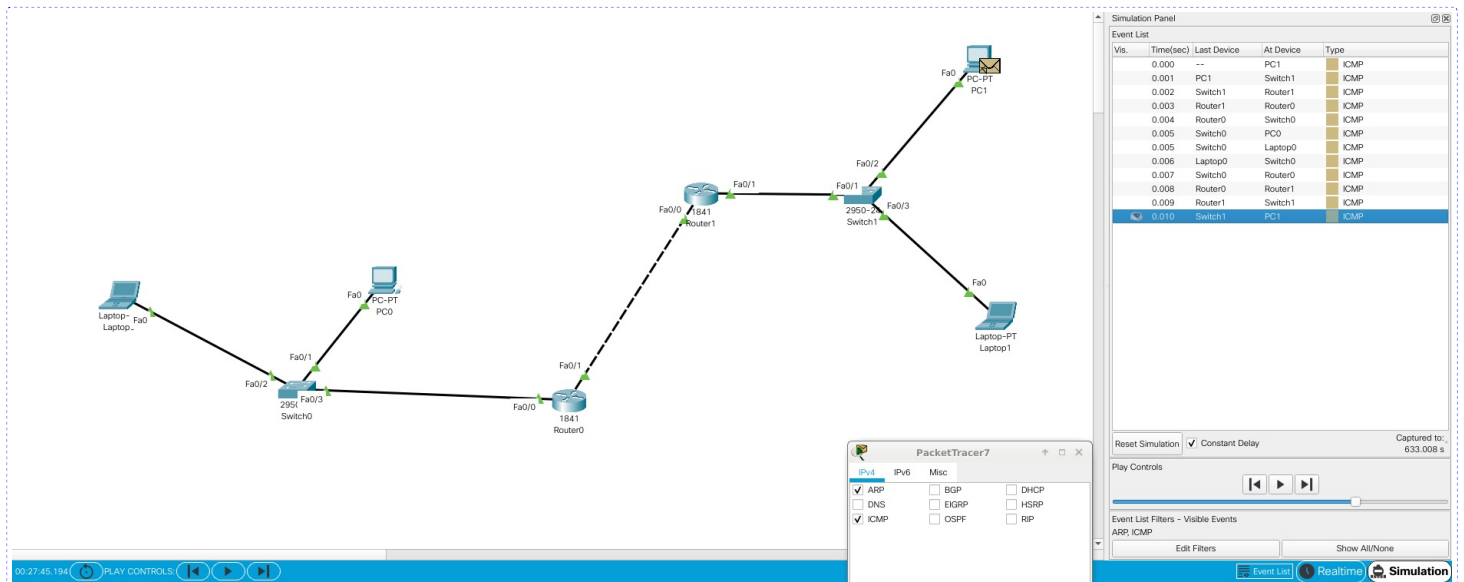 Simulation Panel
Event List
Vis. Time(sec) Last Device At Device Type
0.000 -- PC1 ICMP
0.001 PC1 Switch1 ICMP
0.002 Switch1 Router1 ICMP
0.003 Router1 Router0 ICMP
0.004 Router0 Switch0 ICMP
0.005 Switch0 PC0 ICMP
0.005 Switch0 Laptop0 ICMP
0.006 Laptop0 Switch0 ICMP
0.007 Switch0 Router0 ICMP
0.008 Router0 Router1 ICMP
0.009 Router1 Switch1 ICMP
0.010 Switch1 PC1 ICMP
Fa0
PC-PT
PC1
Fa0/2
Fa0/1
Fa0/1
Fa0/0
1841
Router1
2950-24
Switch1
Fa0/3
Fa0
Laptop-PT
Laptop1
Fa0
PC-PT
PC0
Laptop-
Laptop
Fa0
Fa0/1
Fa0/2
Fa0/3
295
Switch0
Fa0/1
Fa0/0
1841
Router0
Reset Simulation Constant Delay
Captured to:
633.008 s
Play Controls
Event List Filters - Visible Events
ARP, ICMP
Edit Filters Show All/None
PacketTracer7
IPv4 IPv6 Misc
ARP BGP DHCP
DNS EIGRP HSRP
ICMP OSPF RIP
00:27:45.194 PLAY CONTROLS:
Event List Realtime Simulation